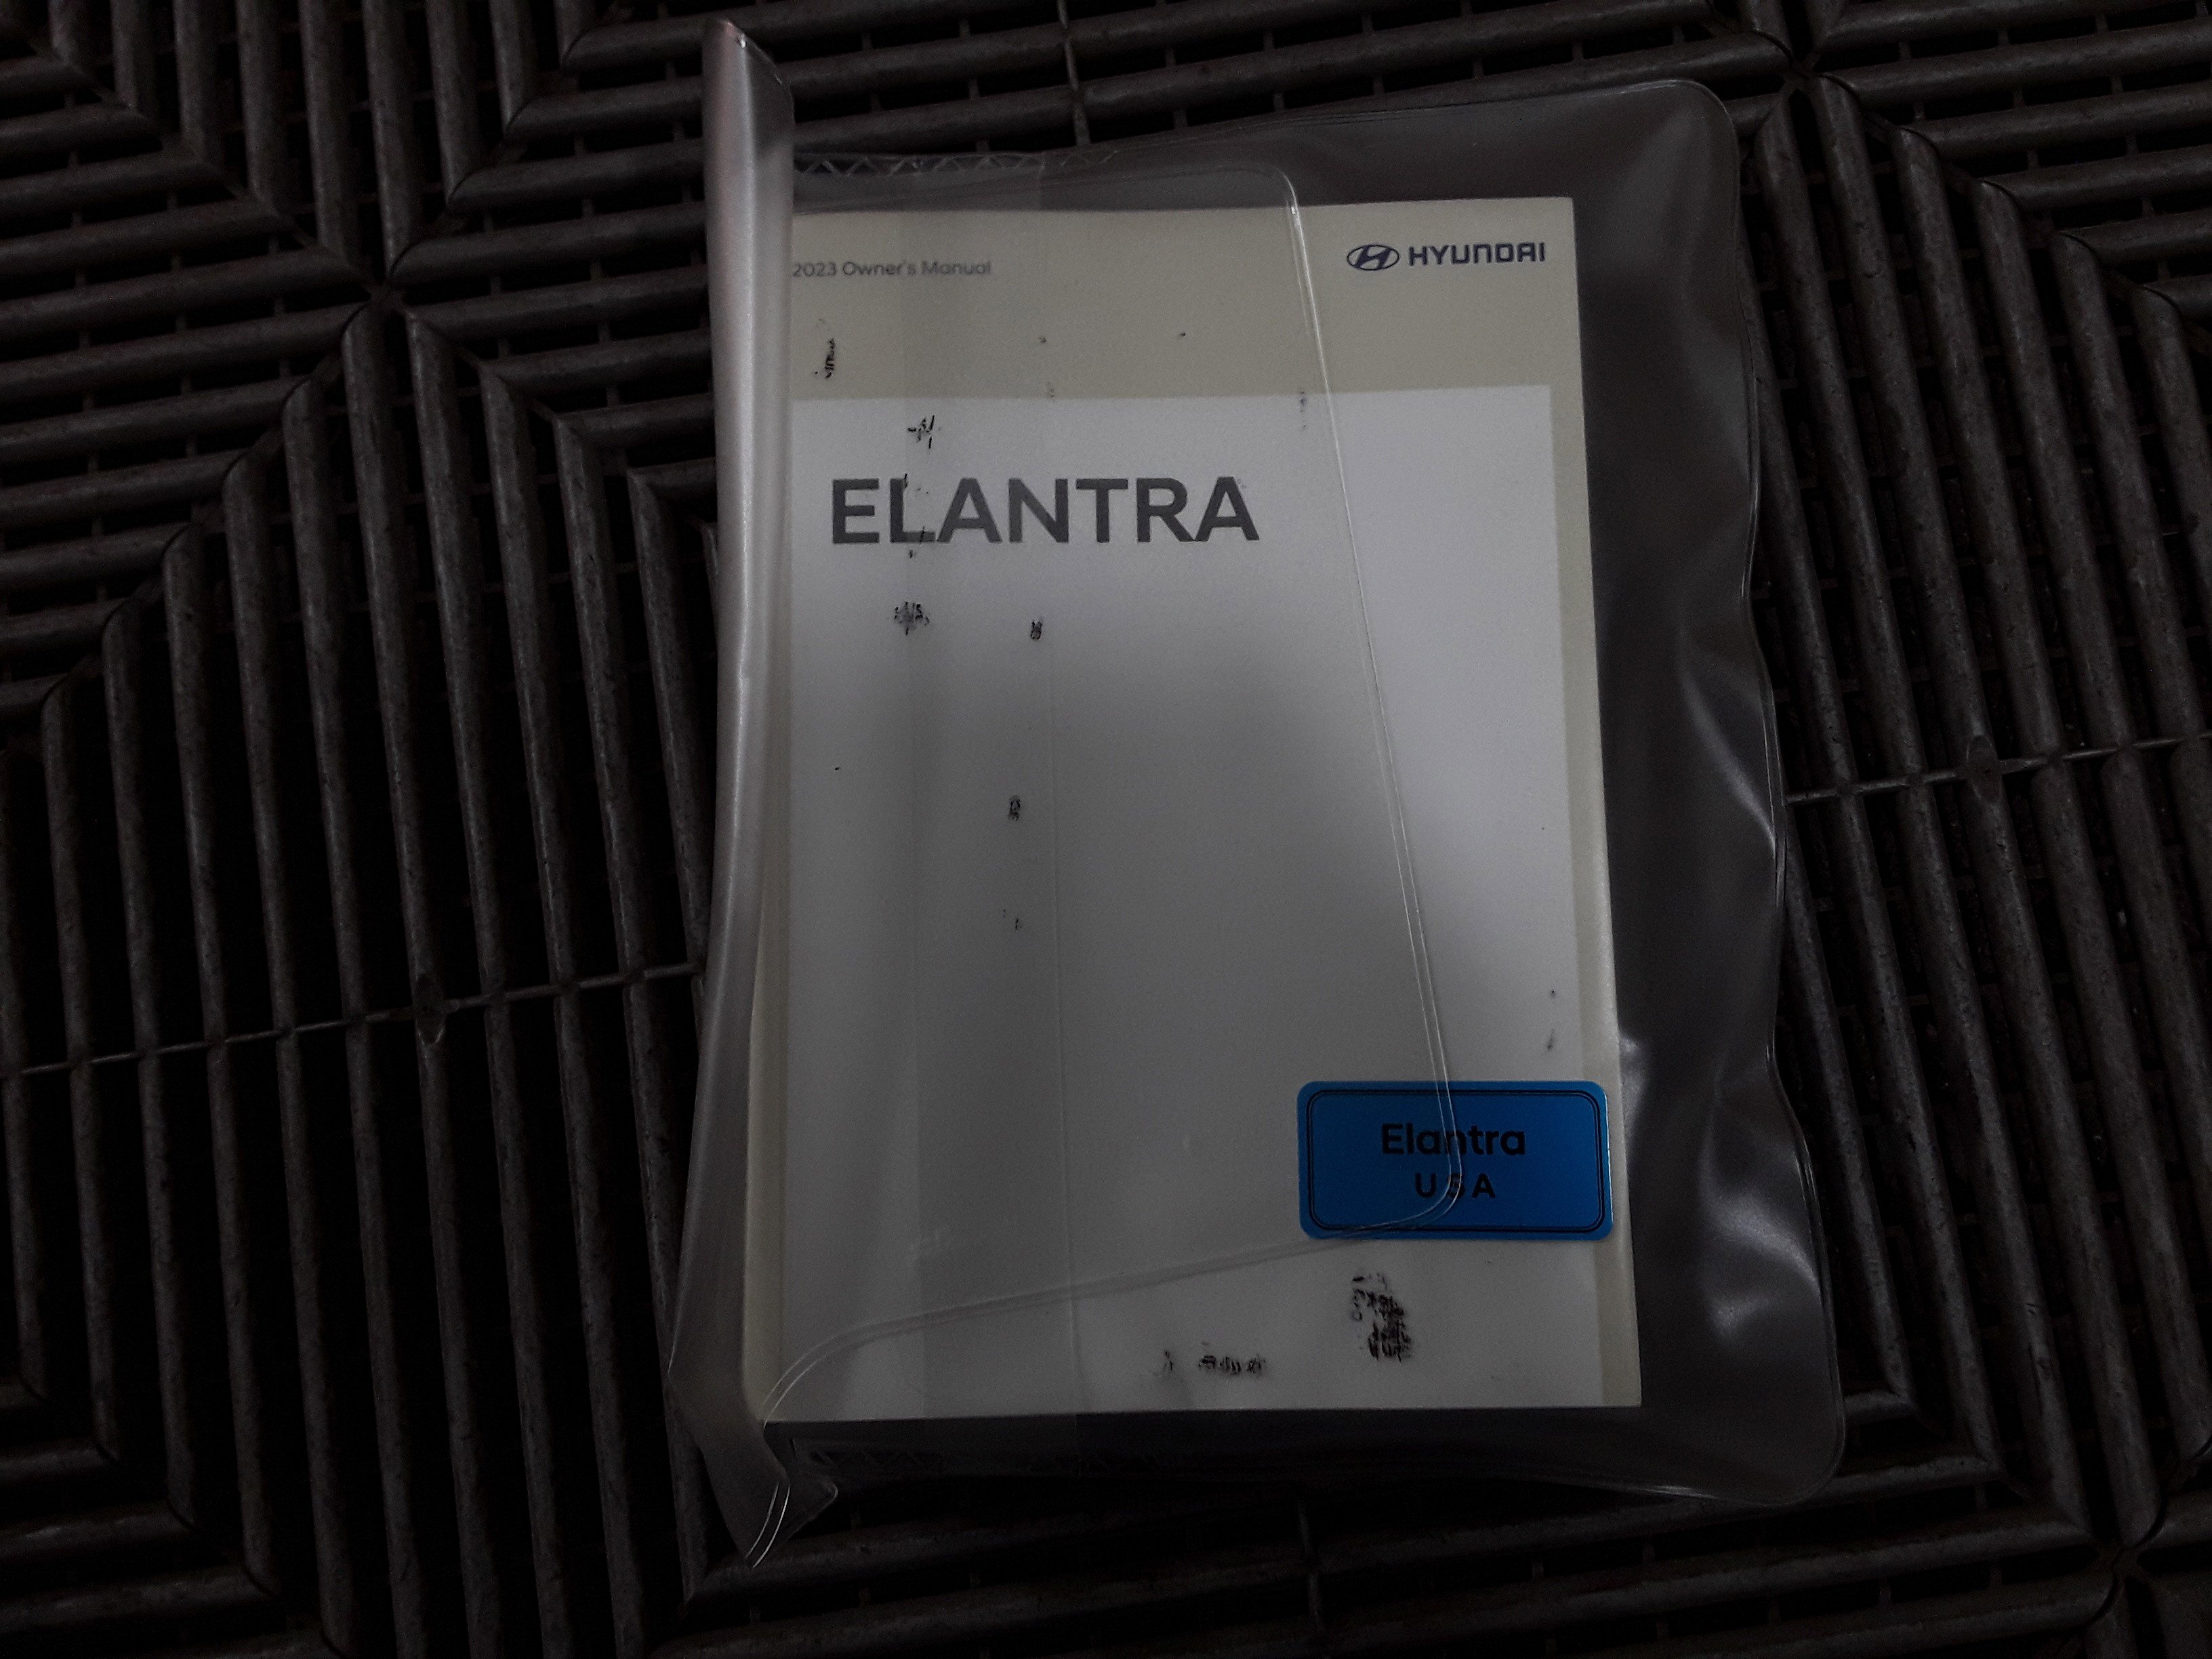 2023 Owner's Manual
HYUNDAI
ELANTRA
Elantra
USA